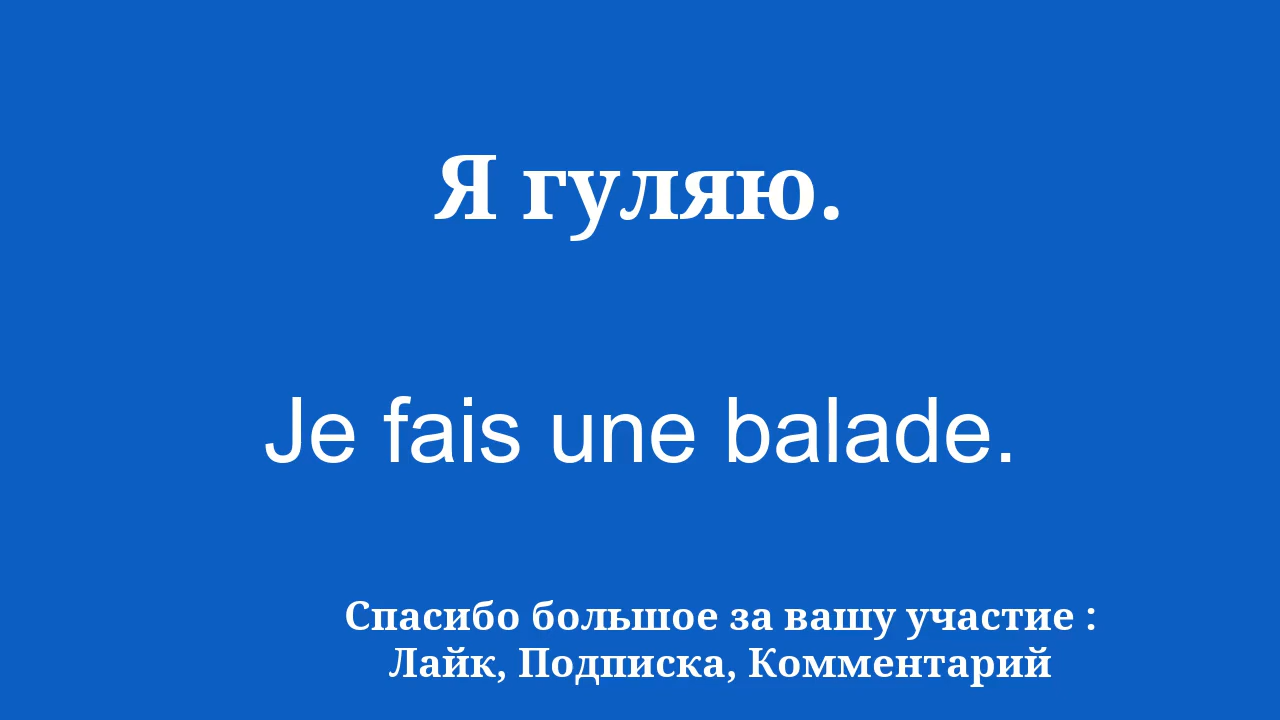 Я гуляю.
Je fais une balade.
Спасибо большое за вашу участие :
Лайк, Подписка, Комментарий